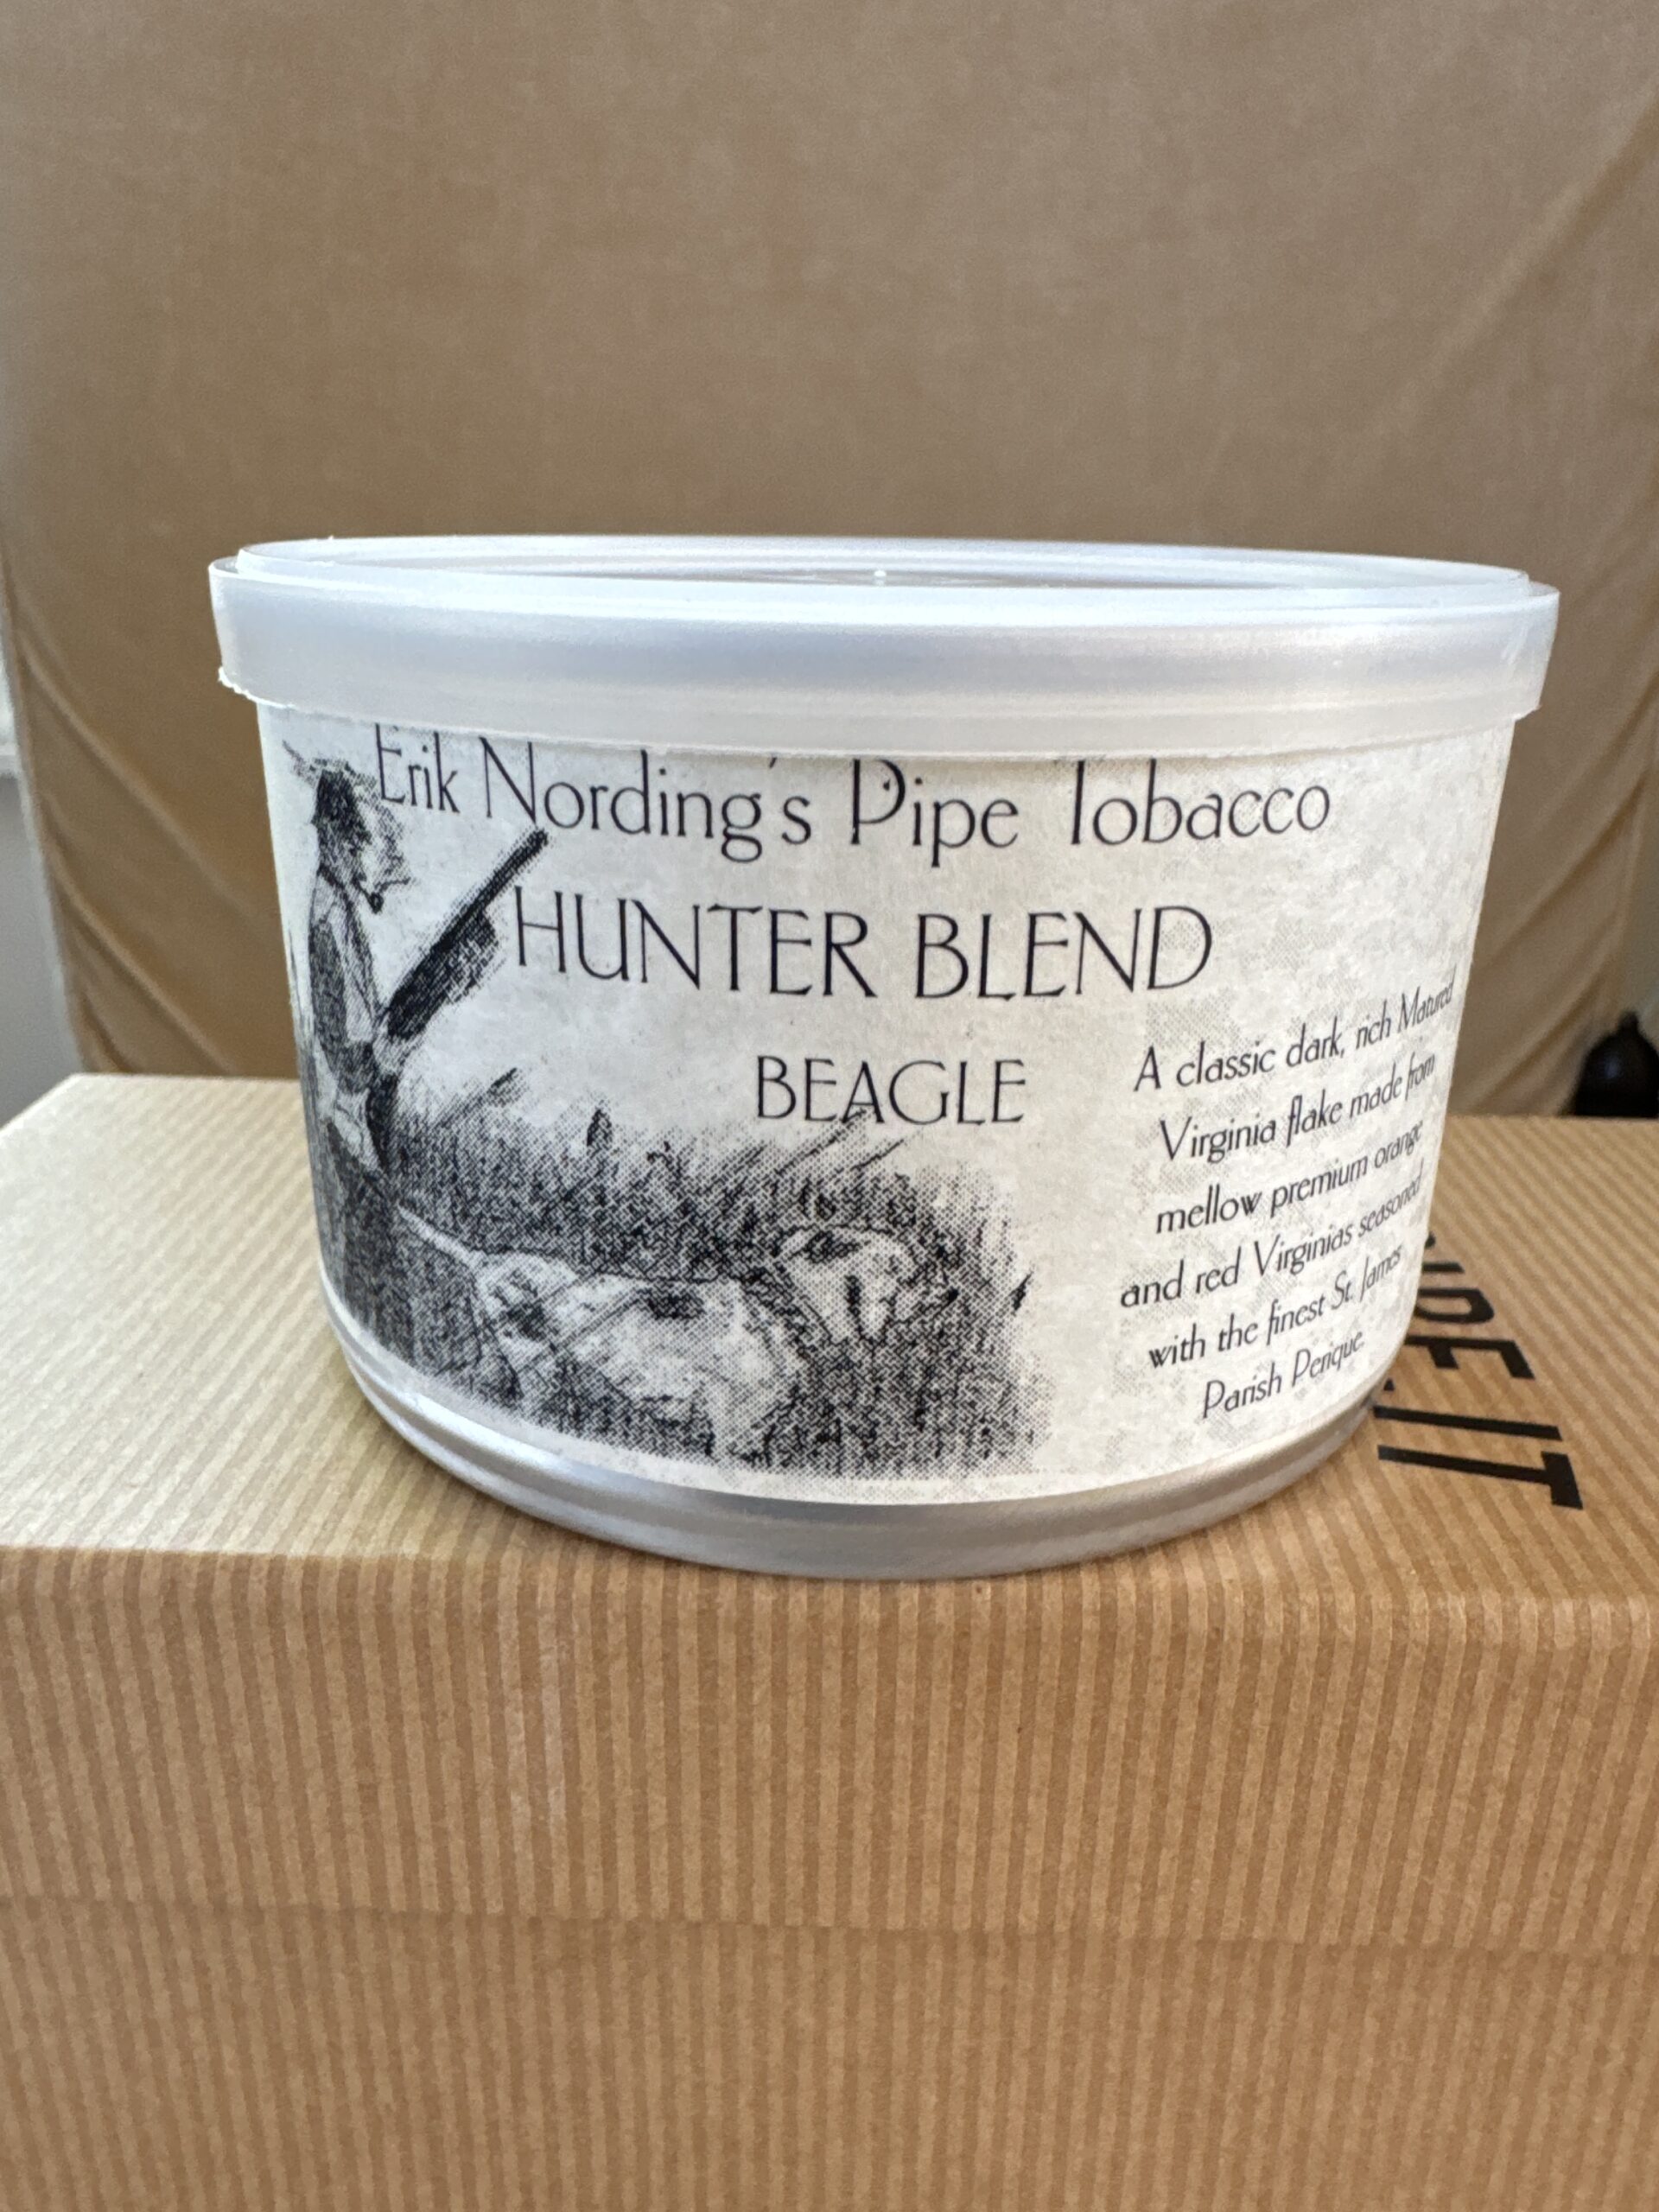 Erik Nording's Pipe Tobacco
HUNTER BLEND
BEAGLE
A classic dark, rich Matured
Virginia flake made from
mellow premium orange
and red Virginias seasoned
with the finest St. James
Parish Perique.
IT